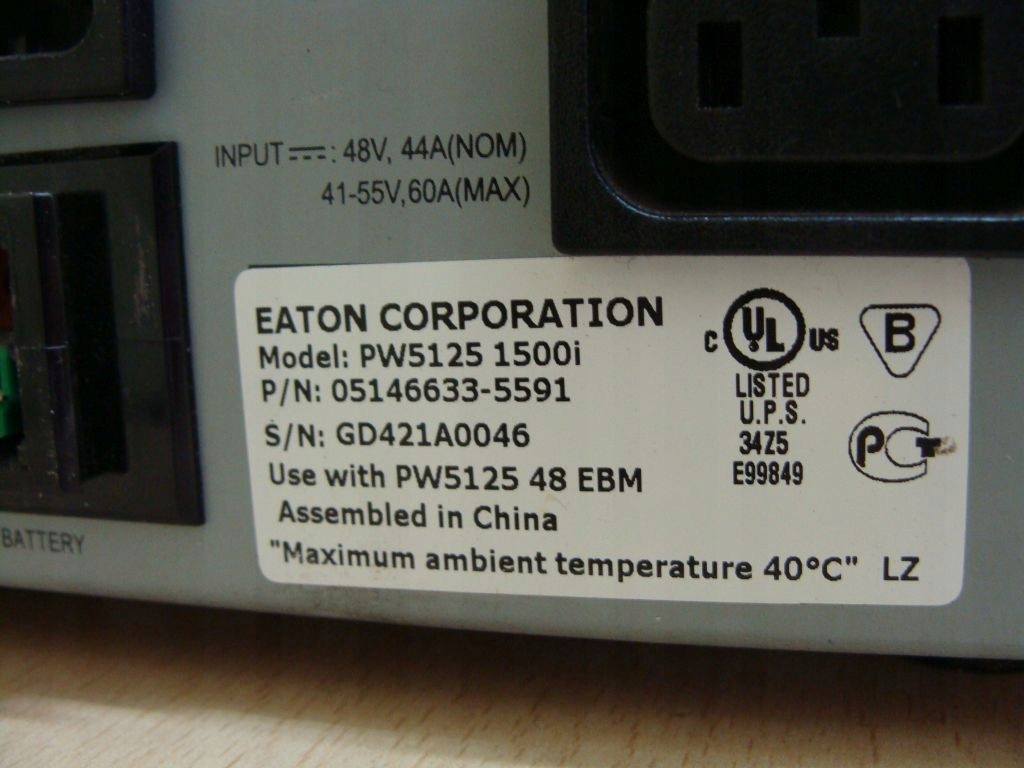 INPUT⎓: 48V, 44A(NOM)
41-55V,60A(MAX)
EATON CORPORATION
Model: PW5125 1500i
P/N: 05146633-5591
S/N: GD421A0046
Use with PW5125 48 EBM
Assembled in China
"Maximum ambient temperature 40°C" LZ
C UL US
LISTED
U.P.S.
34Z5
E99849
B
PCT
BATTERY